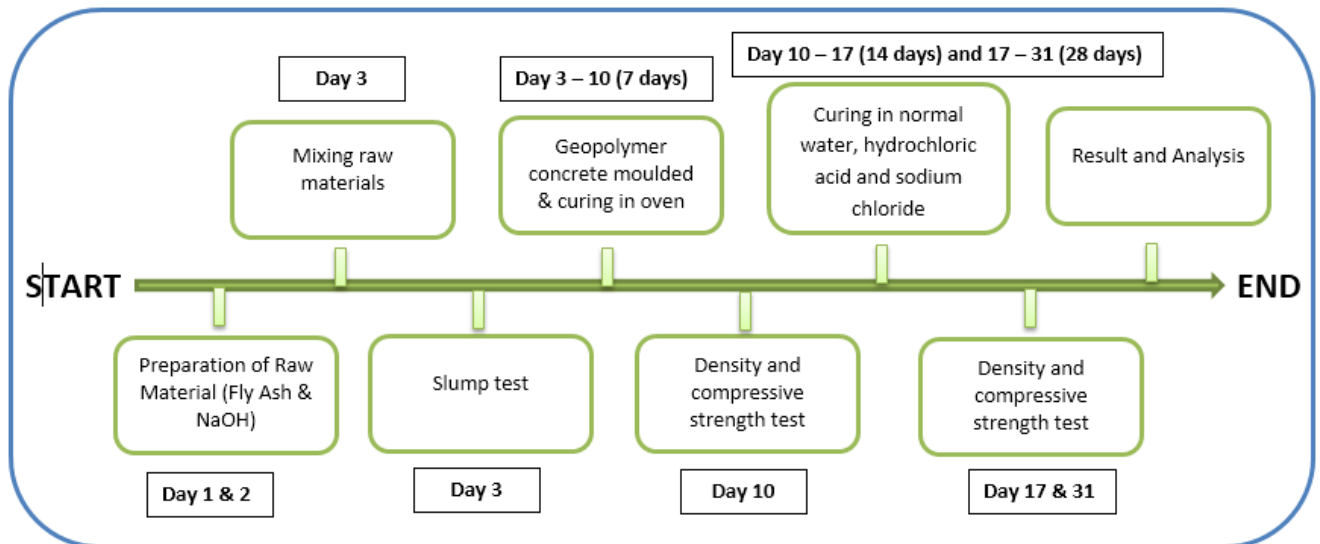 Day 3
Day 3 – 10 (7 days)
Day 10 – 17 (14 days) and 17 – 31 (28 days)
Mixing raw
materials
Geopolymer
concrete moulded
& curing in oven
Curing in normal
water, hydrochloric
acid and sodium
chloride
Result and Analysis
START
END
Preparation of Raw
Material (Fly Ash &
NaOH)
Slump test
Density and
compressive
strength test
Density and
compressive
strength test
Day 1 & 2
Day 3
Day 10
Day 17 & 31